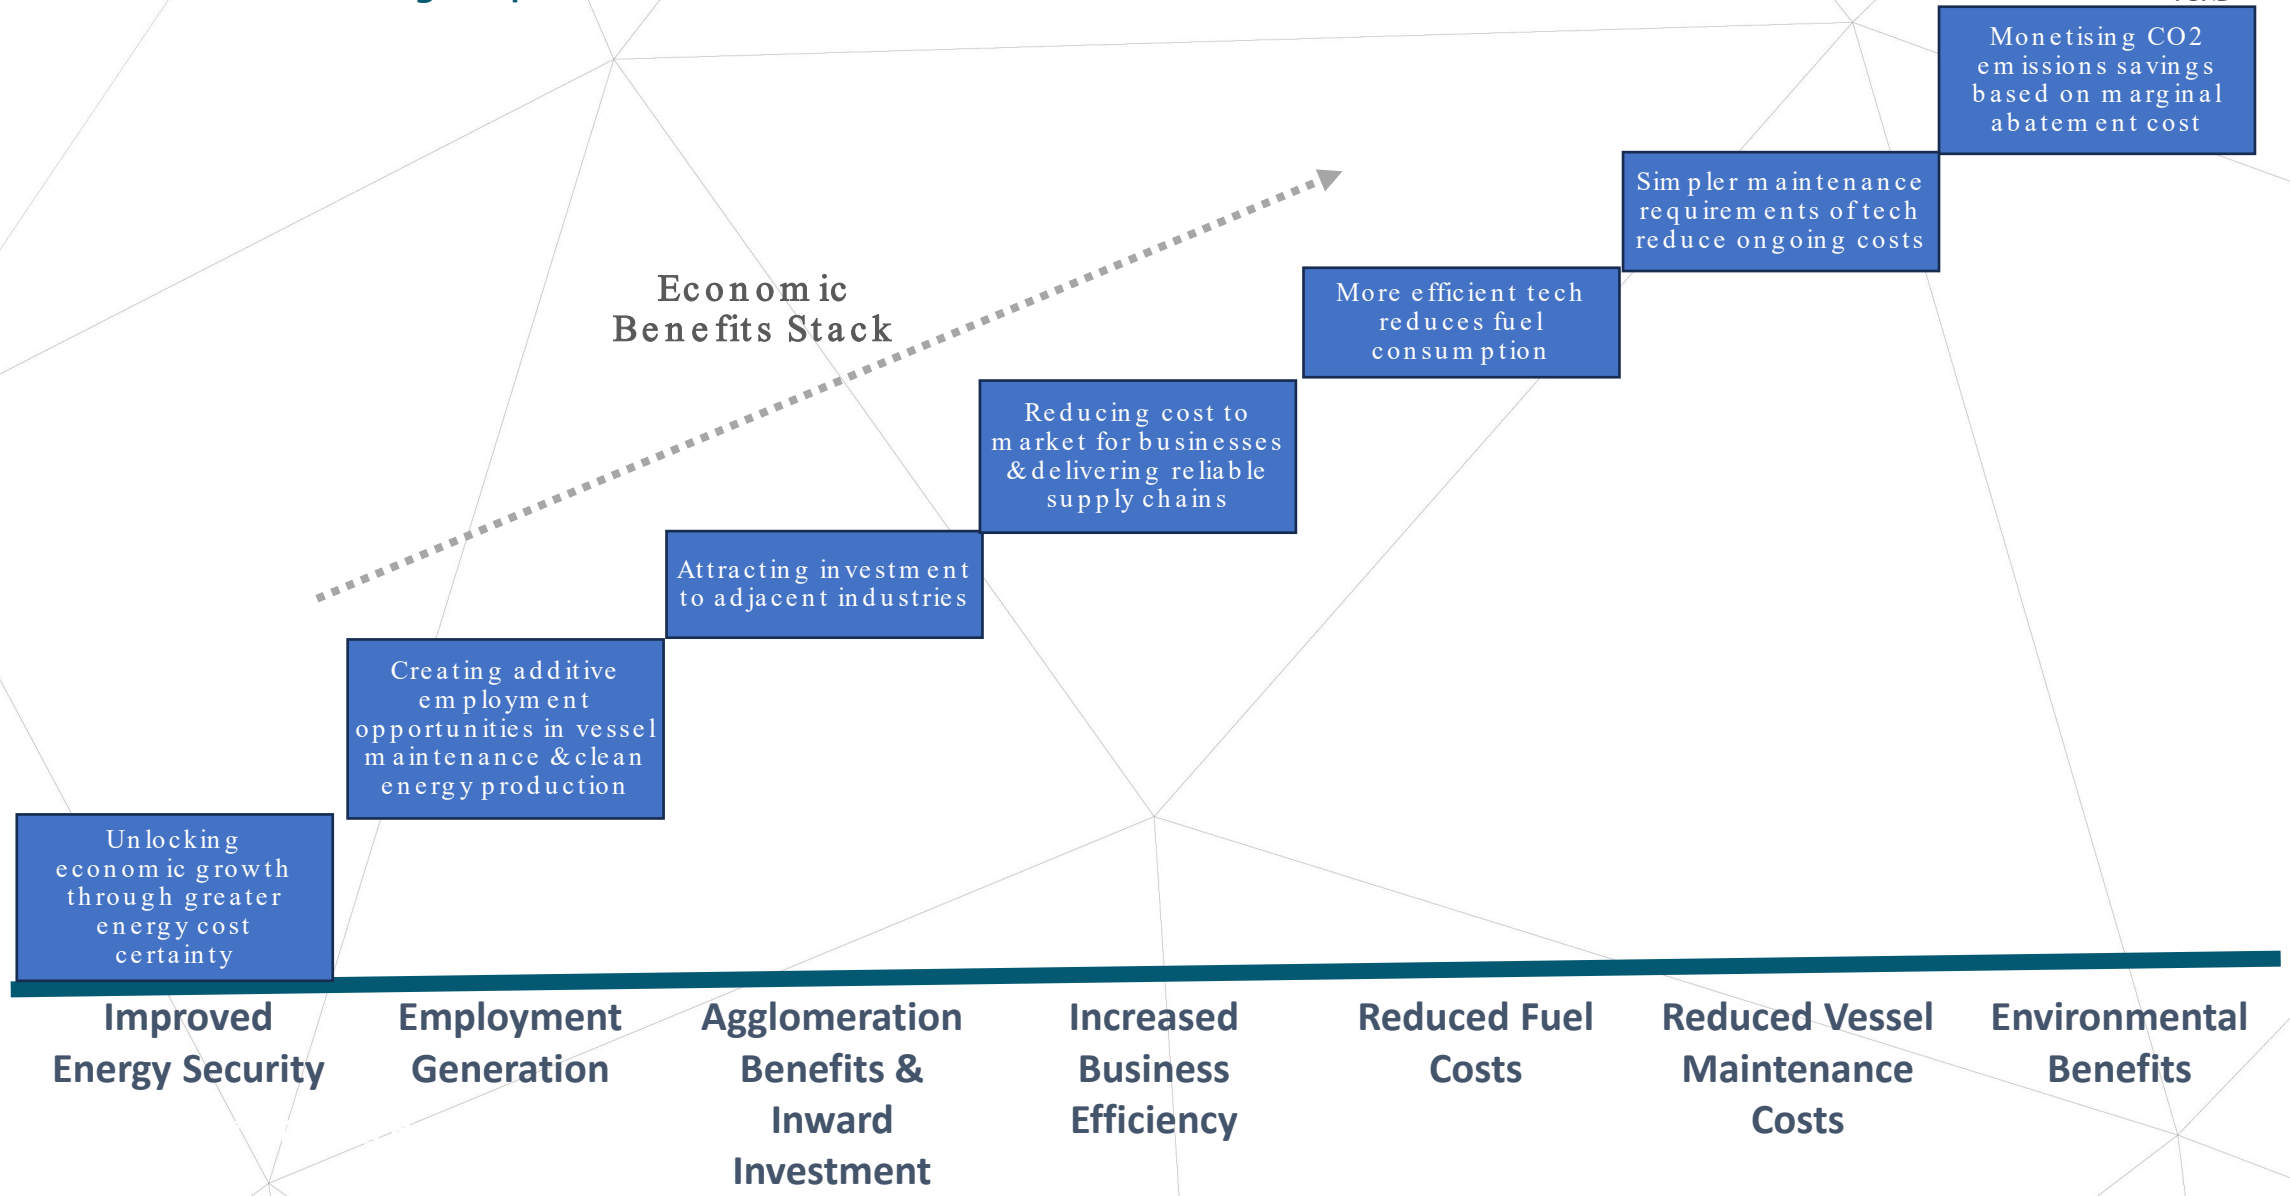 Monetising CO2
emissions savings
based on marginal
abatement cost
Simpler maintenance
requirements of tech
reduce ongoing costs
Economic
Benefits Stack
More efficient tech
reduces fuel
consumption
Reducing cost to
market for businesses
& delivering reliable
supply chains
Attracting investment
to adjacent industries
Creating additive
employment
opportunities in vessel
maintenance & clean
energy production
Unlocking
economic growth
through greater
energy cost
certainty
Improved
Energy Security
Employment
Generation
Agglomeration
Benefits &
Inward
Investment
Increased
Business
Efficiency
Reduced Fuel
Costs
Reduced Vessel
Maintenance
Costs
Environmental
Benefits